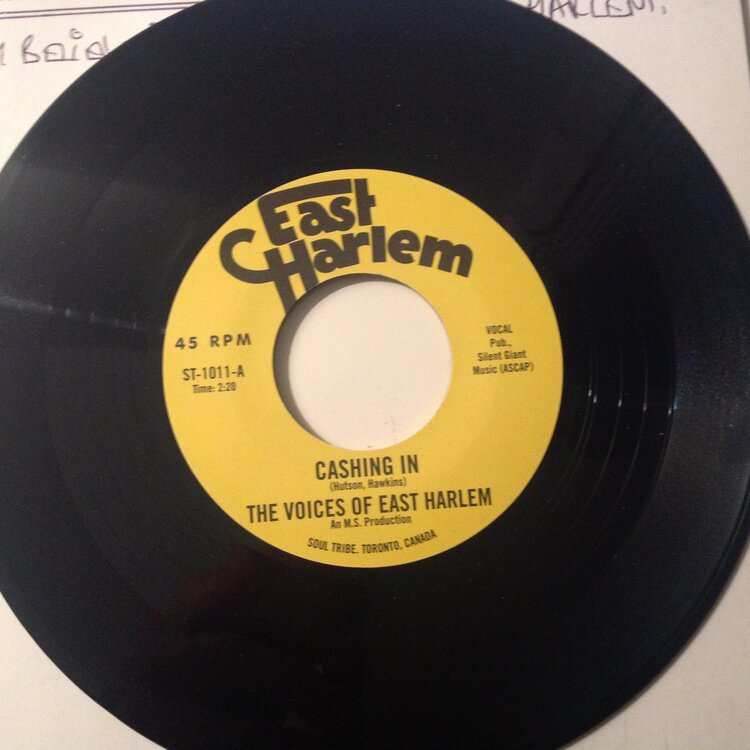 HARLEM.
East
Harlem
45 RPM
ST-1011-A
Time: 2:20
VOCAL
Pub.,
Silent Giant
Music (ASCAP)
CASHING IN
(Hutson, Hawkins)
THE VOICES OF EAST HARLEM
An M.S. Production
SOUL TRIBE. TORONTO, CANADA